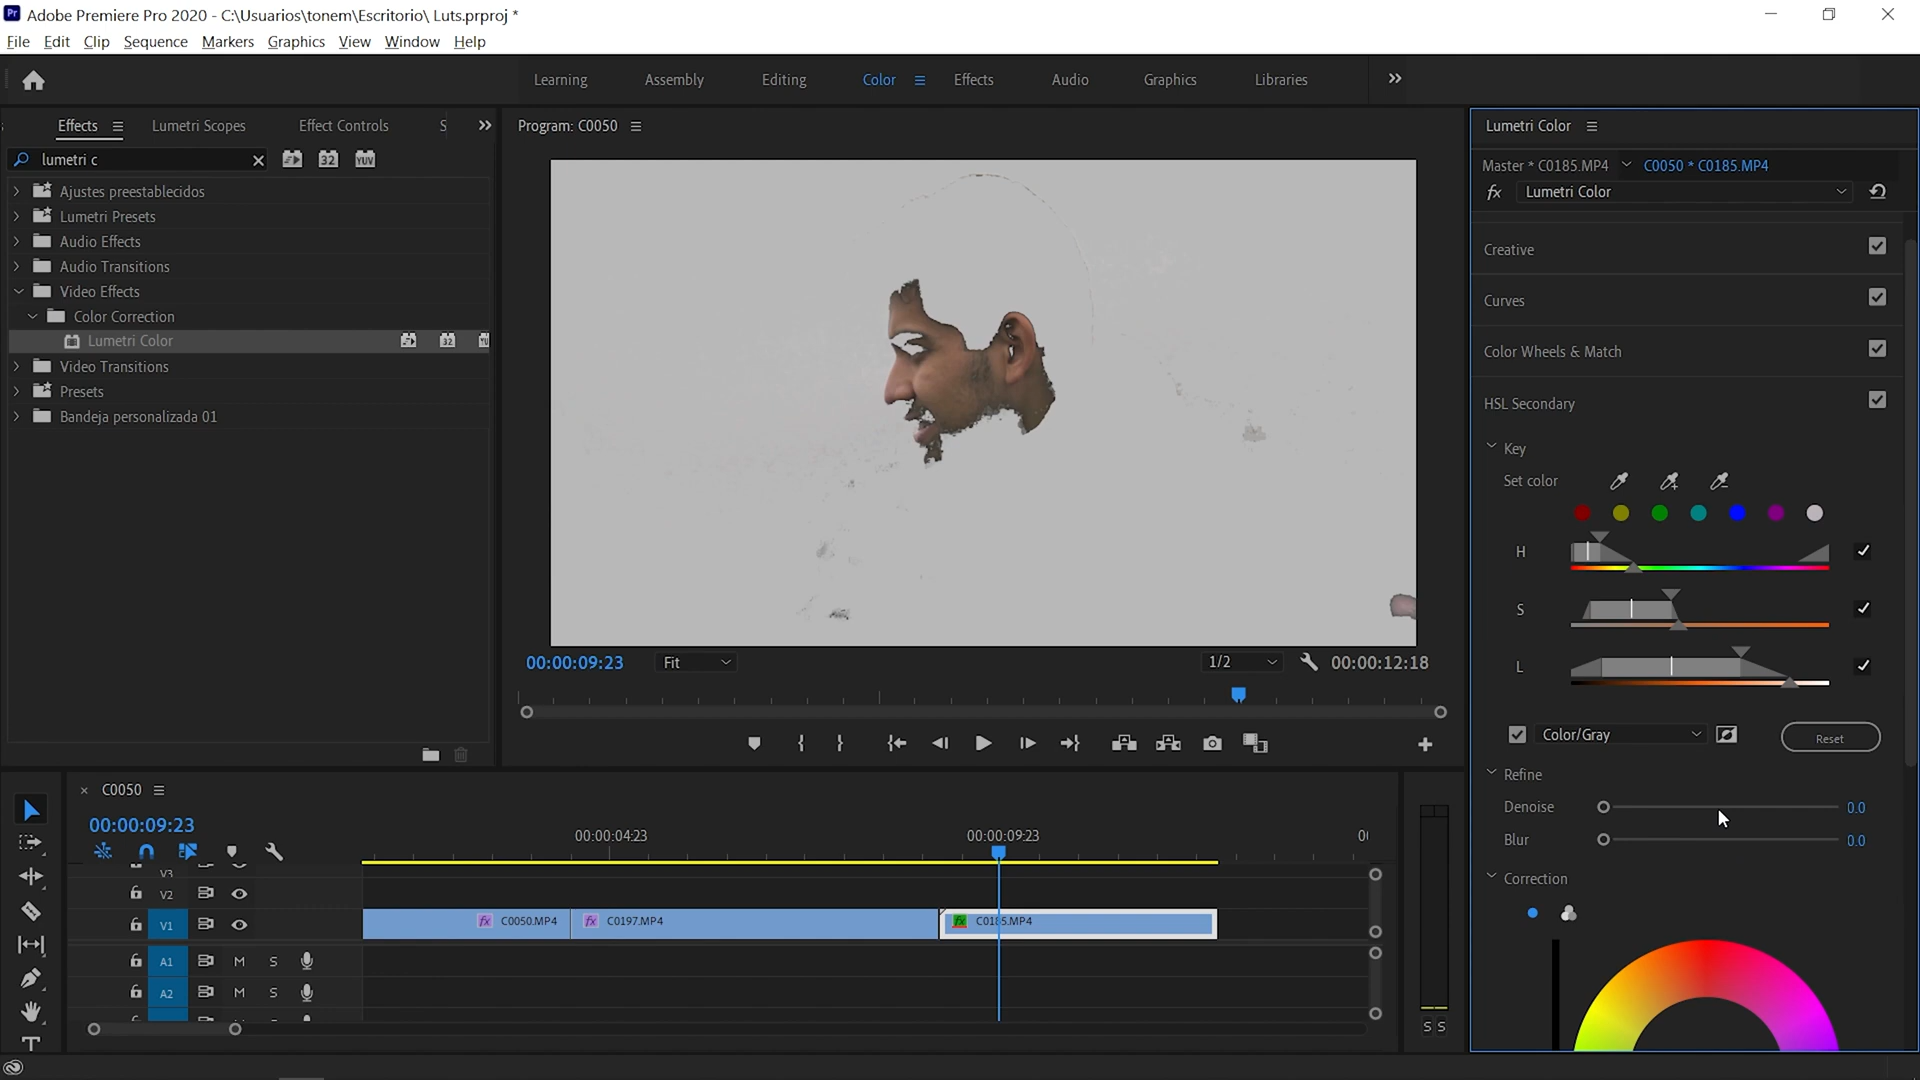 Adobe Premiere Pro 2020 - C:\Usuarios\tonem\Escritorio\ Luts.prproj *
File Edit Clip Sequence Markers Graphics View Window Help
Learning Assembly Editing Color Effects Audio Graphics Libraries
Effects Lumetri Scopes Effect Controls S
lumetri c
32
YUV
Ajustes preestablecidos
Lumetri Presets
Audio Effects
Audio Transitions
Video Effects
Color Correction
Lumetri Color
32
Video Transitions
Presets
Bandeja personalizada 01
Program: C0050
00:00:09:23 Fit 1/2 00:00:12:18
C0050
00:00:09:23
00:00:04:23 00:00:09:23
V3
V2
V1
fx C0050.MP4 fx C0197.MP4 fx C0185.MP4
A1 M S
A2 M S
S S
Lumetri Color
Master * C0185.MP4 C0050 * C0185.MP4
fx Lumetri Color
Creative
Curves
Color Wheels & Match
HSL Secondary
Key
Set color
H
S
L
Color/Gray Reset
Refine
Denoise 0.0
Blur 0.0
Correction